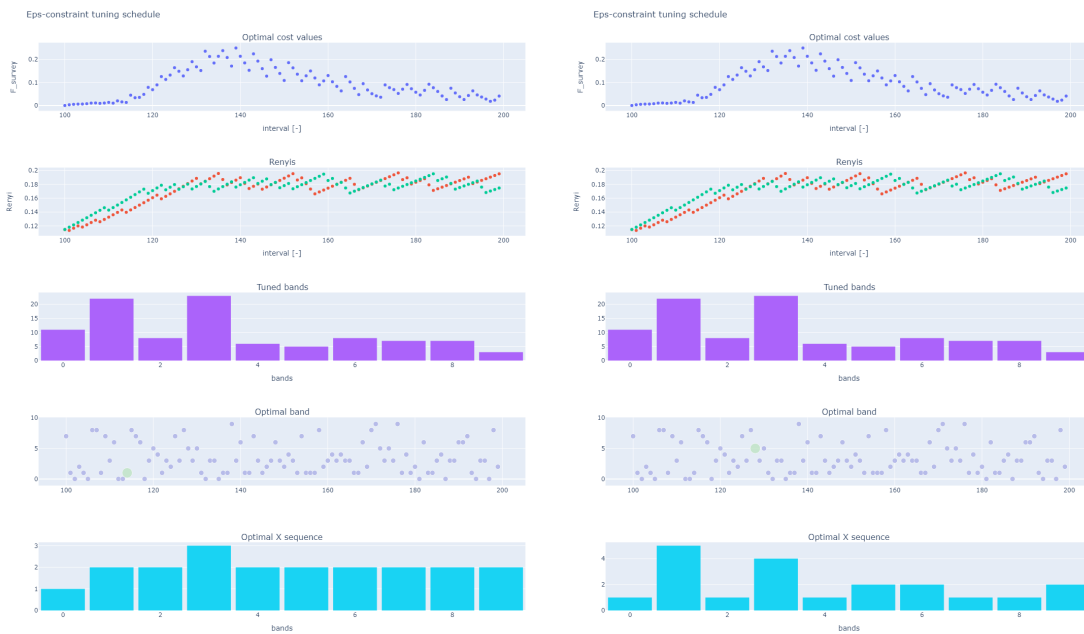 Eps-constraint tuning schedule
Optimal cost values
F_survey
0.2
0.1
0
100 120 140 160 180 200
interval [-]
Renyis
Renyi
0.2
0.18
0.16
0.14
0.12
100 120 140 160 180 200
interval [-]
Tuned bands
20
15
10
5
0
0 2 4 6 8
bands
Optimal band
10
5
0
100 120 140 160 180 200
Optimal X sequence
3
2
1
0
0 2 4 6 8
bands
Eps-constraint tuning schedule
Optimal cost values
F_survey
0.2
0.1
0
100 120 140 160 180 200
interval [-]
Renyis
Renyi
0.2
0.18
0.16
0.14
0.12
100 120 140 160 180 200
interval [-]
Tuned bands
20
15
10
5
0
0 2 4 6 8
bands
Optimal band
10
5
0
100 120 140 160 180 200
Optimal X sequence
4
2
0
0 2 4 6 8
bands